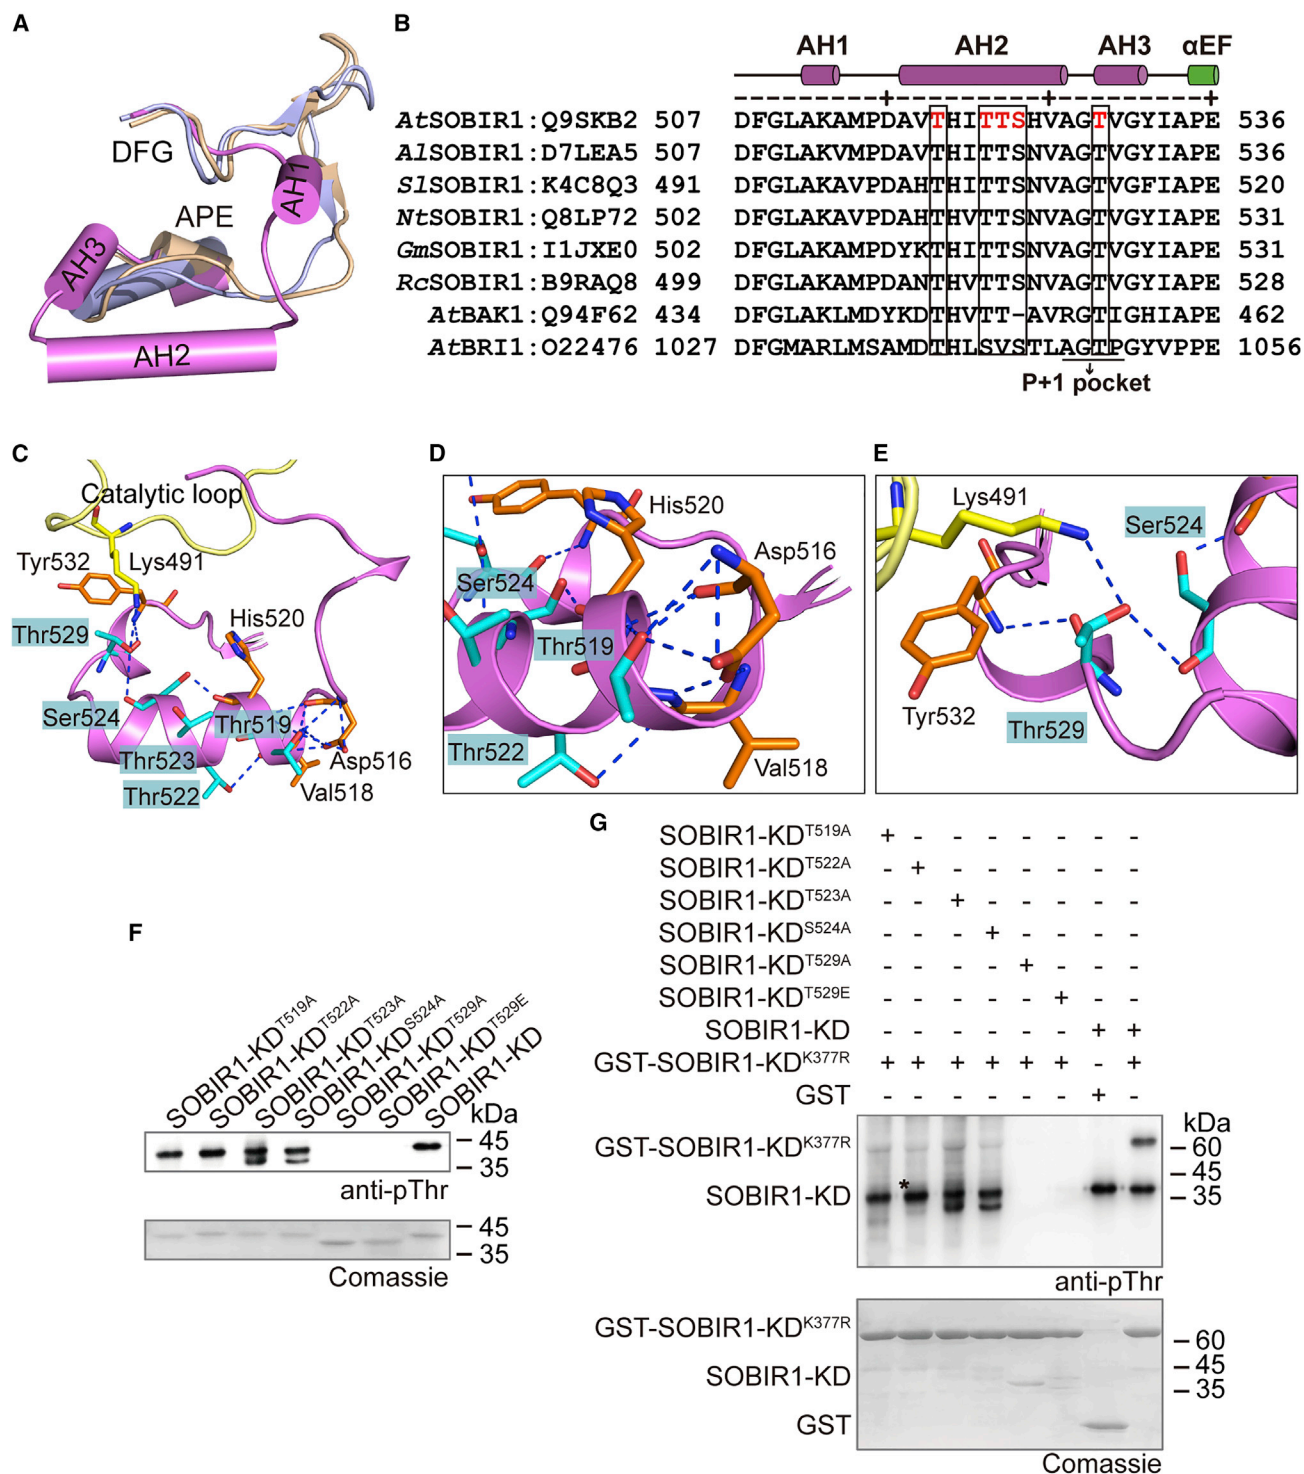 A
DFG
AH1
APE
AH3
AH2
B
AH1 AH2 AH3 αEF
AtSOBIR1:Q9SKB2 507 DFGLAKAMPDAVTHITTSHVAGTVGYIAPE 536
AlSOBIR1:D7LEA5 507 DFGLAKVMPDAVTHITTSNVAGTVGYIAPE 536
SlSOBIR1:K4C8Q3 491 DFGLAKAVPDAHTHITTSNVAGTVGFIAPE 520
NtSOBIR1:Q8LP72 502 DFGLAKAVPDAHTHVTTSNVAGTVGYIAPE 531
GmSOBIR1:I1JXE0 502 DFGLAKAMPDYKTHITTSNVAGTVGYIAPE 531
RcSOBIR1:B9RAQ8 499 DFGLAKAMPDANTHVTTSNVAGTVGYIAPE 528
AtBAK1:Q94F62 434 DFGLAKLMDYKDTHVTT-AVRGTIGHIAPE 462
AtBRI1:O22476 1027 DFGMARLMSAMDTHLSVSTLAGTPGYVPPE 1056
P+1 pocket
C
Catalytic loop
Tyr532
Lys491
His520
Thr529
Ser524
Thr519
Thr523
Asp516
Thr522
Val518
D
His520
Asp516
Ser524
Thr519
Thr522
Val518
E
Lys491
Ser524
Tyr532
Thr529
F
SOBIR1-KDT519A
SOBIR1-KDT522A
SOBIR1-KDT523A
SOBIR1-KDS524A
SOBIR1-KDT529A
SOBIR1-KDT529E
SOBIR1-KD
kDa
45
35
anti-pThr
45
35
Comassie
G
SOBIR1-KDT519A + - - - - - - -
SOBIR1-KDT522A - + - - - - - -
SOBIR1-KDT523A - - + - - - - -
SOBIR1-KDS524A - - - + - - - -
SOBIR1-KDT529A - - - - + - - -
SOBIR1-KDT529E - - - - - + - -
SOBIR1-KD - - - - - - + +
GST-SOBIR1-KDK377R + + + + + + - +
GST - - - - - - + -
kDa
GST-SOBIR1-KDK377R
60
45
SOBIR1-KD
*
35
anti-pThr
GST-SOBIR1-KDK377R
60
45
SOBIR1-KD
35
GST
Comassie